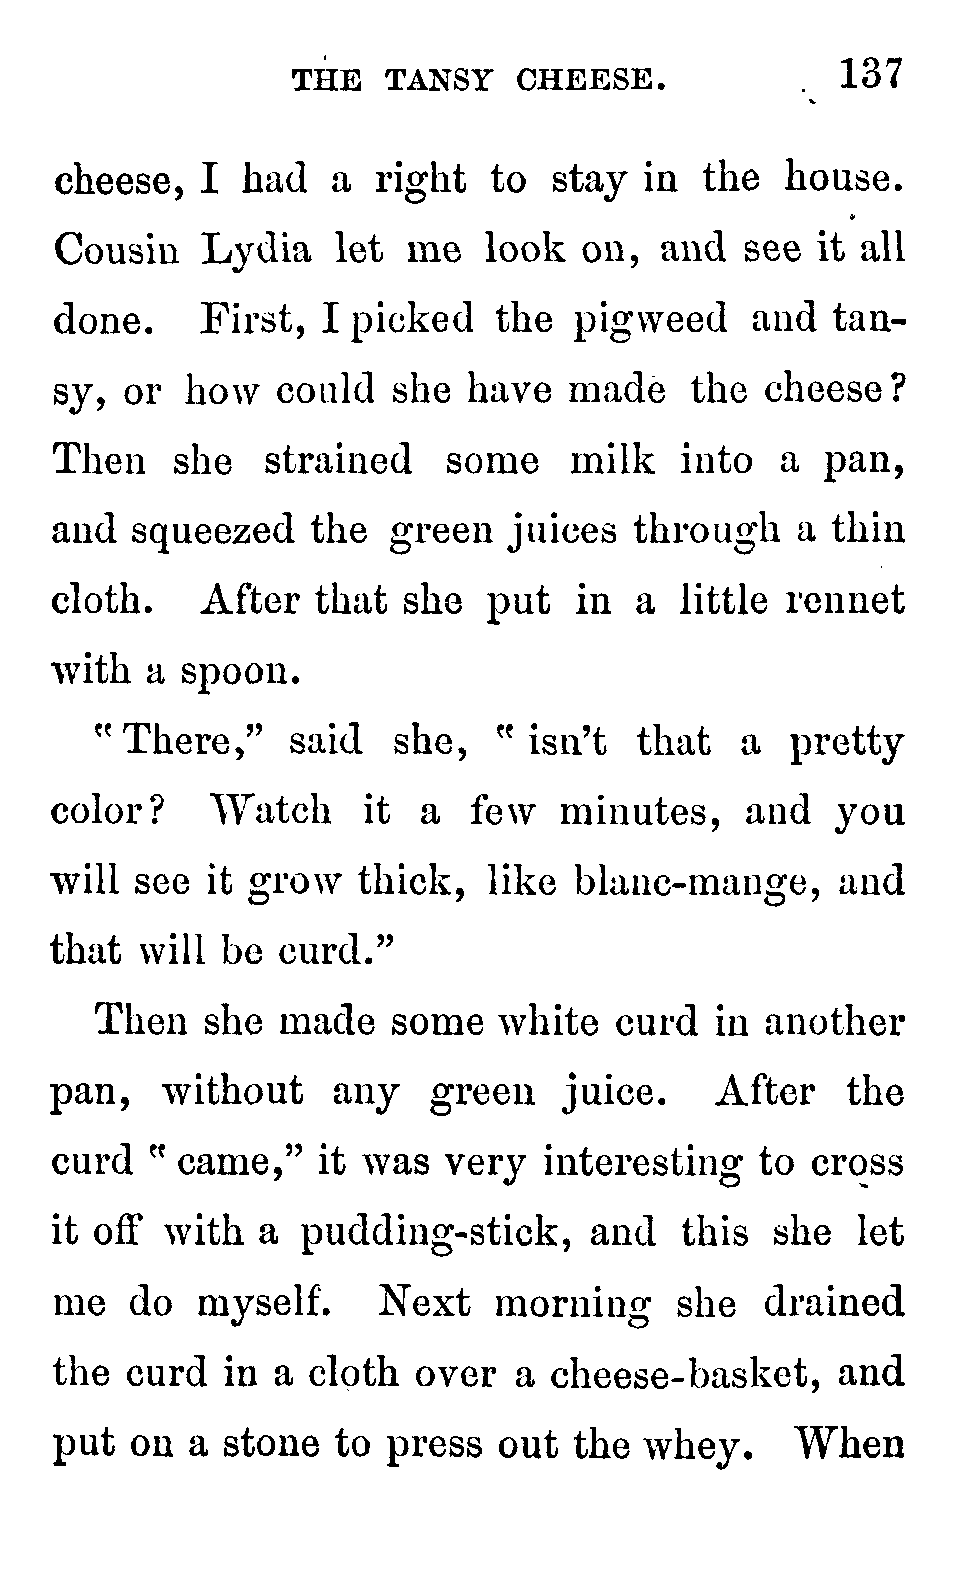 THE TANSY CHEESE. 137
cheese, I had a right to stay in the house.
Cousin Lydia let me look on, and see it all
done. First, I picked the pigweed and tan-
sy, or how could she have made the cheese?
Then she strained some milk into a pan,
and squeezed the green juices through a thin
cloth. After that she put in a little rennet
with a spoon.
"There," said she, "isn't that a pretty
color? Watch it a few minutes, and you
will see it grow thick, like blanc-mange, and
that will be curd."
Then she made some white curd in another
pan, without any green juice. After the
curd "came," it was very interesting to cross
it off with a pudding-stick, and this she let
me do myself. Next morning she drained
the curd in a cloth over a cheese-basket, and
put on a stone to press out the whey. When